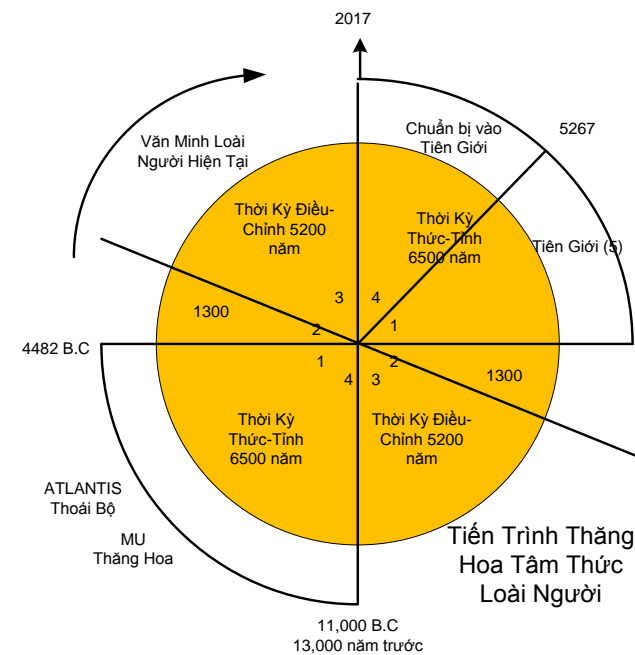 2017
Chuẩn bị vào
Tiên Giới
5267
Văn Minh Loài
Người Hiện Tại
Thời Kỳ Điều-
Chỉnh 5200
năm
Thời Kỳ
Thức-Tỉnh
6500 năm
Tiên Giới (5)
3
4
1300
2
1
4482 B.C
1
2
4
3
1300
Thời Kỳ
Thức-Tỉnh
6500 năm
Thời Kỳ Điều-
Chỉnh 5200
năm
ATLANTIS
Thoái Bộ
MU
Thăng Hoa
Tiến Trình Thăng
Hoa Tâm Thức
Loài Người
11,000 B.C
13,000 năm trước